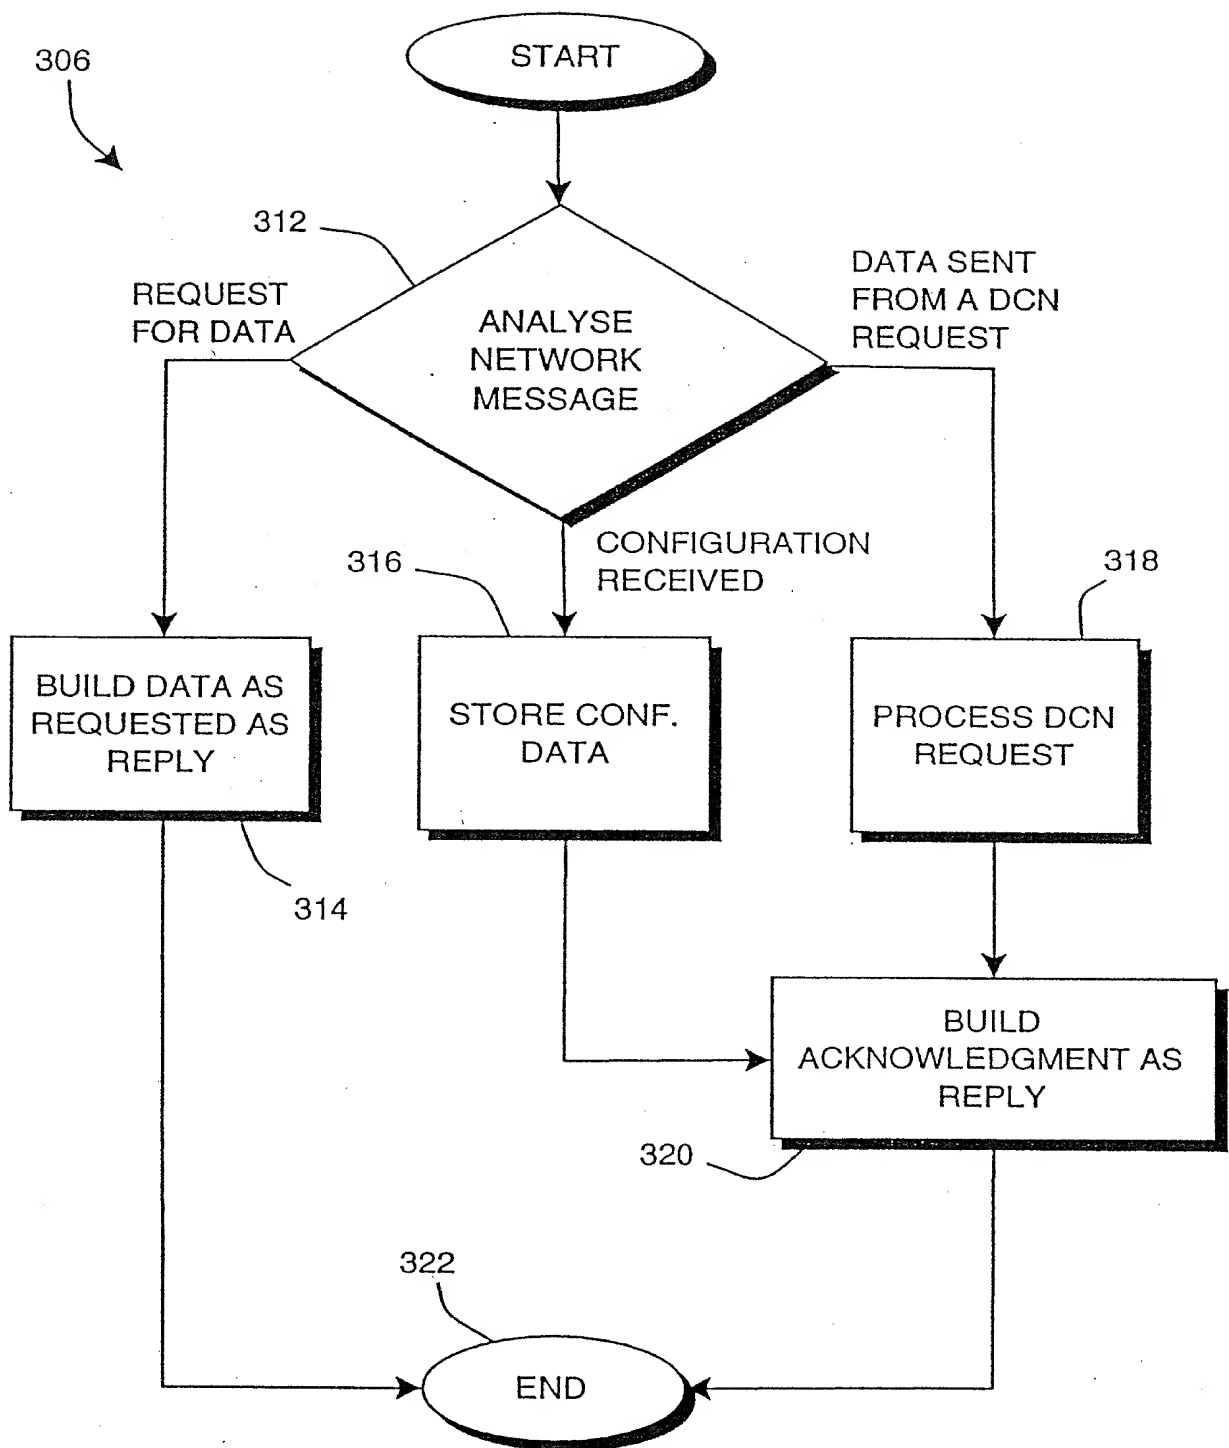 306
START
312
REQUEST
FOR DATA
ANALYSE
NETWORK
MESSAGE
DATA SENT
FROM A DCN
REQUEST
316
CONFIGURATION
RECEIVED
318
BUILD DATA AS
REQUESTED AS
REPLY
STORE CONF.
DATA
PROCESS DCN
REQUEST
314
BUILD
ACKNOWLEDGMENT AS
REPLY
320
322
END